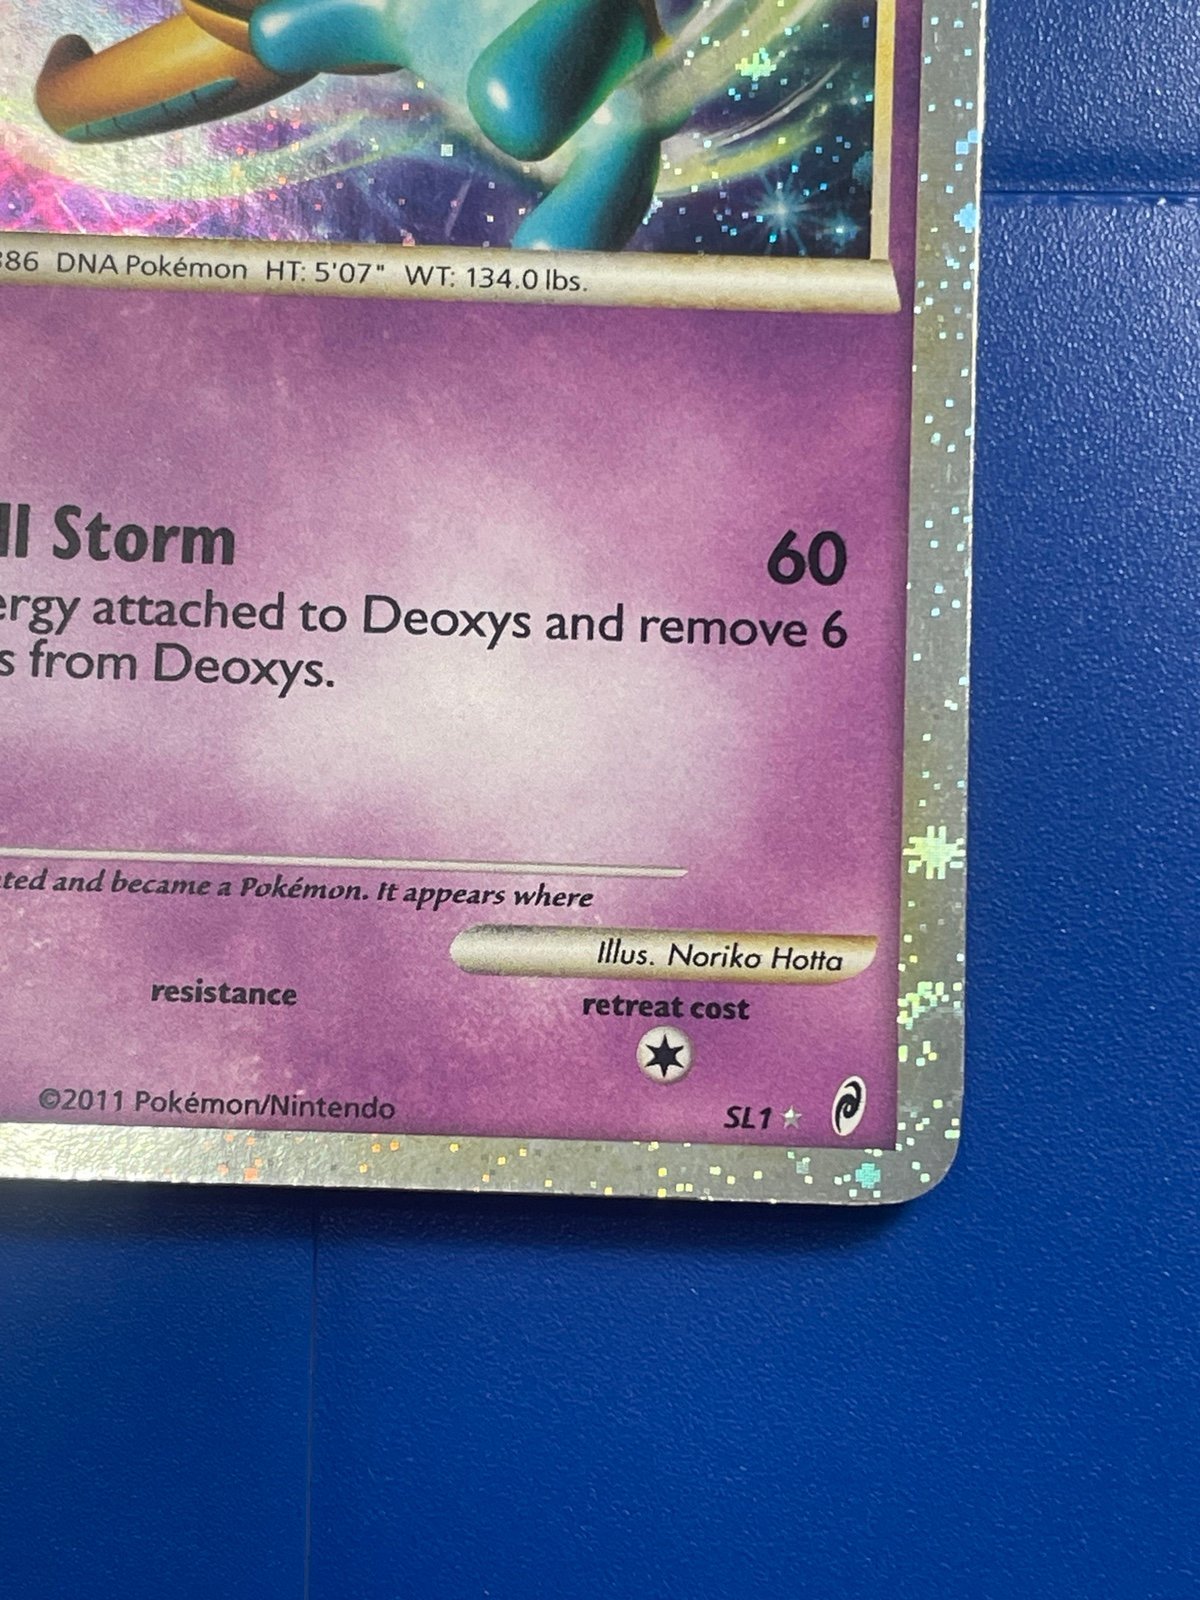 386 DNA Pokémon HT: 5'07" WT: 134.0 lbs.
ll Storm 60
ergy attached to Deoxys and remove 6
s from Deoxys.
ted and became a Pokémon. It appears where
Illus. Noriko Hotta
resistance
retreat cost
©2011 Pokémon/Nintendo
SL1